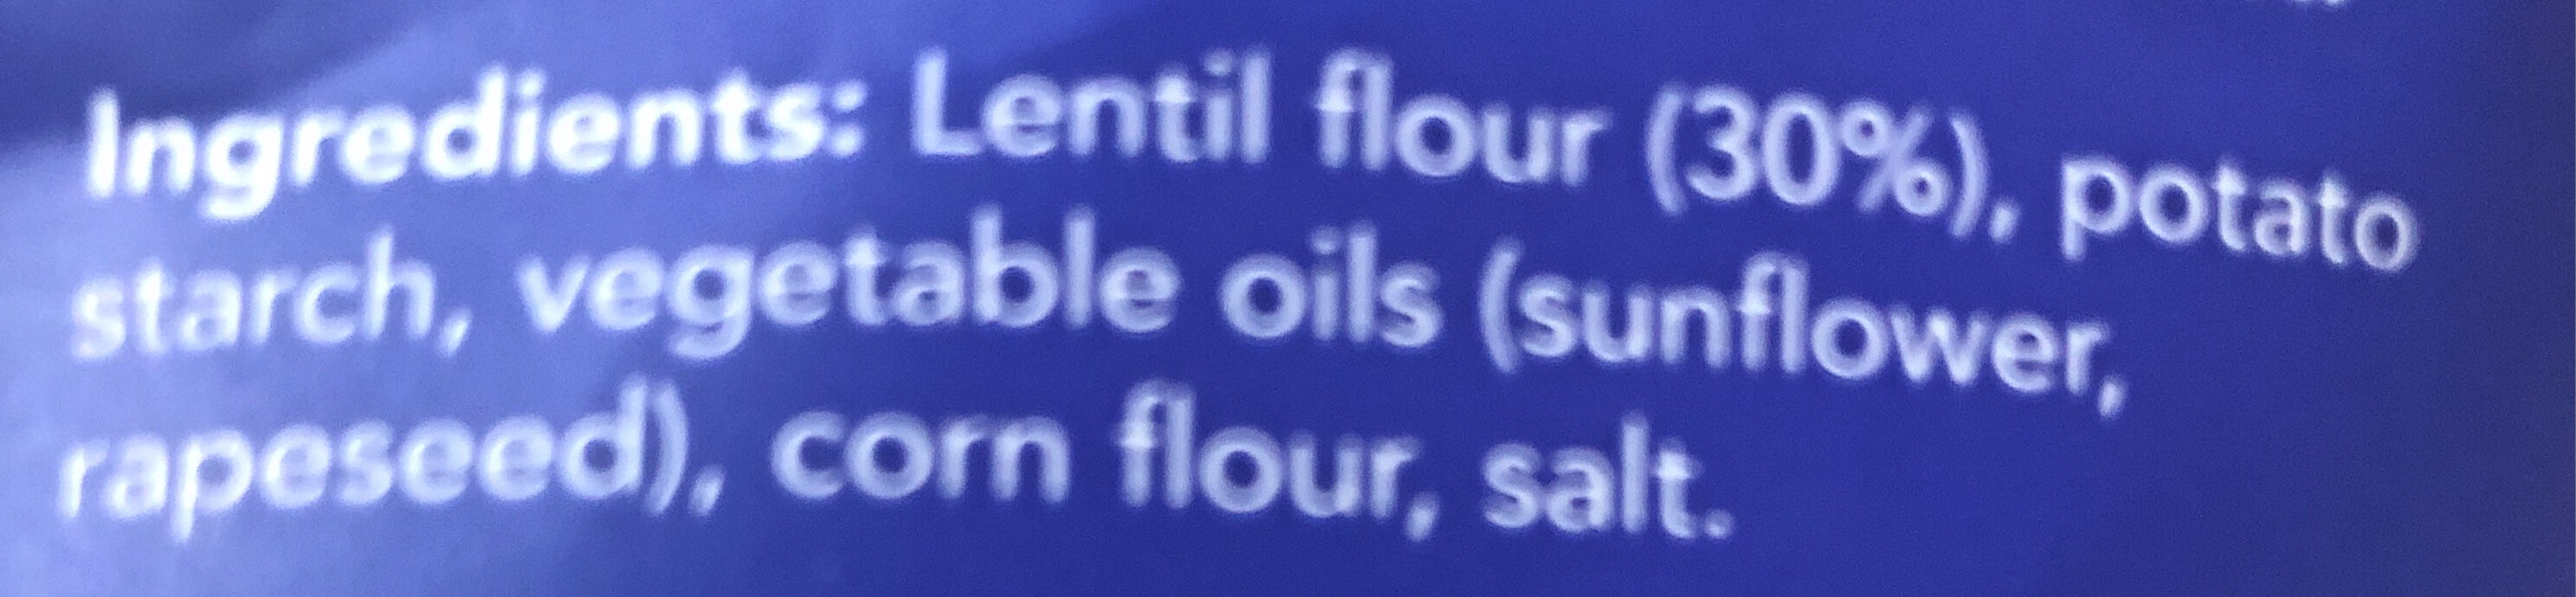 Ingredients: Lentil flour (30%), potato
starch, vegetable oils (sunflower,
rapeseed), corn flour, salt.